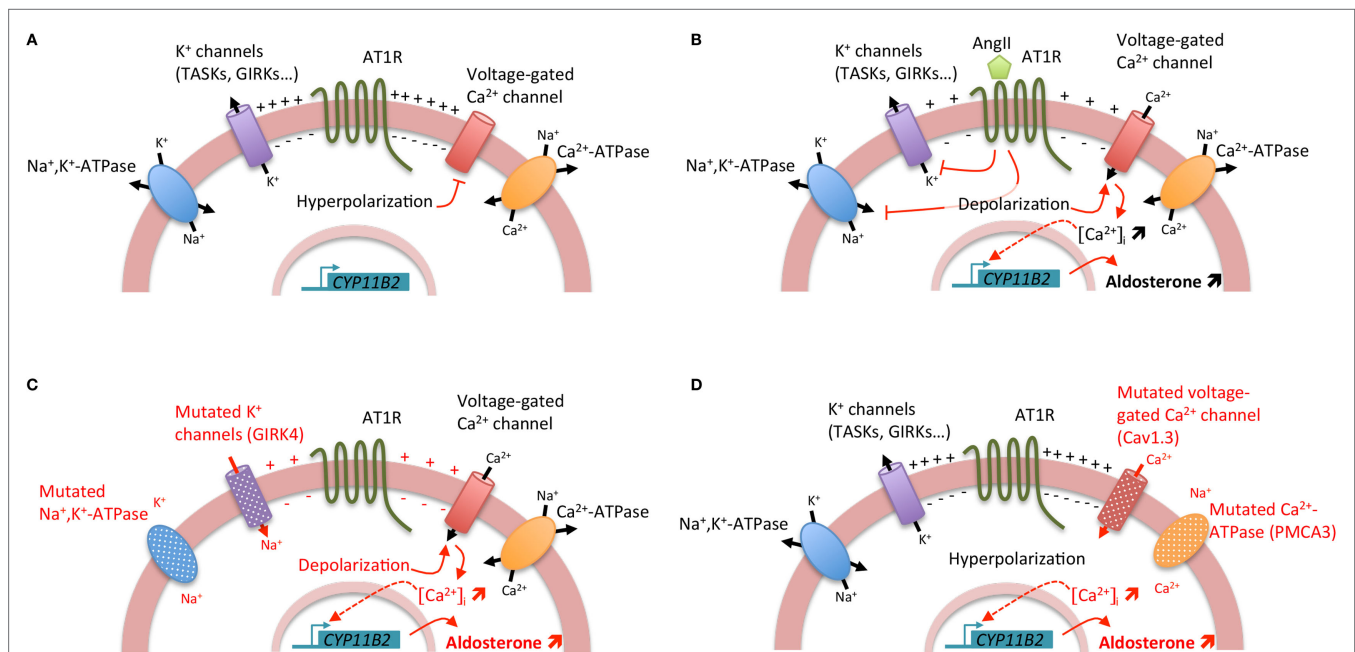 A
K⁺ channels
(TASKs, GIRKs...)
AT1R
Voltage-gated
Ca²⁺ channel
++++
++++++
- - -
- - - - -
K⁺
Na⁺
Na⁺,K⁺-ATPase
Ca²⁺-ATPase
K⁺
Hyperpolarization
Na⁺
Ca²⁺
CYP11B2
B
AngII
Voltage-gated
Ca²⁺ channel
K⁺ channels
(TASKs, GIRKs...)
AT1R
Ca²⁺
+ +
+ + +
- -
- -
K⁺
Na⁺
Na⁺,K⁺-ATPase
Ca²⁺-ATPase
K⁺
Depolarization
Na⁺
Ca²⁺
[Ca²⁺]i
CYP11B2
Aldosterone
C
Mutated K⁺
channels (GIRK4)
AT1R
Voltage-gated
Ca²⁺ channel
Ca²⁺
+ +
+ + +
- -
- -
Mutated
Na⁺,K⁺-ATPase
K⁺
Na⁺
Ca²⁺-ATPase
Na⁺
Depolarization
Na⁺
Ca²⁺
[Ca²⁺]i
CYP11B2
Aldosterone
D
K⁺ channels
(TASKs, GIRKs...)
AT1R
Mutated voltage-
gated Ca²⁺ channel
(Cav1.3)
Ca²⁺
++++
++++++
- - -
- - - - -
K⁺
Na⁺
Na⁺,K⁺-ATPase
Mutated Ca²⁺-
ATPase (PMCA3)
K⁺
Hyperpolarization
Na⁺
Ca²⁺
[Ca²⁺]i
CYP11B2
Aldosterone